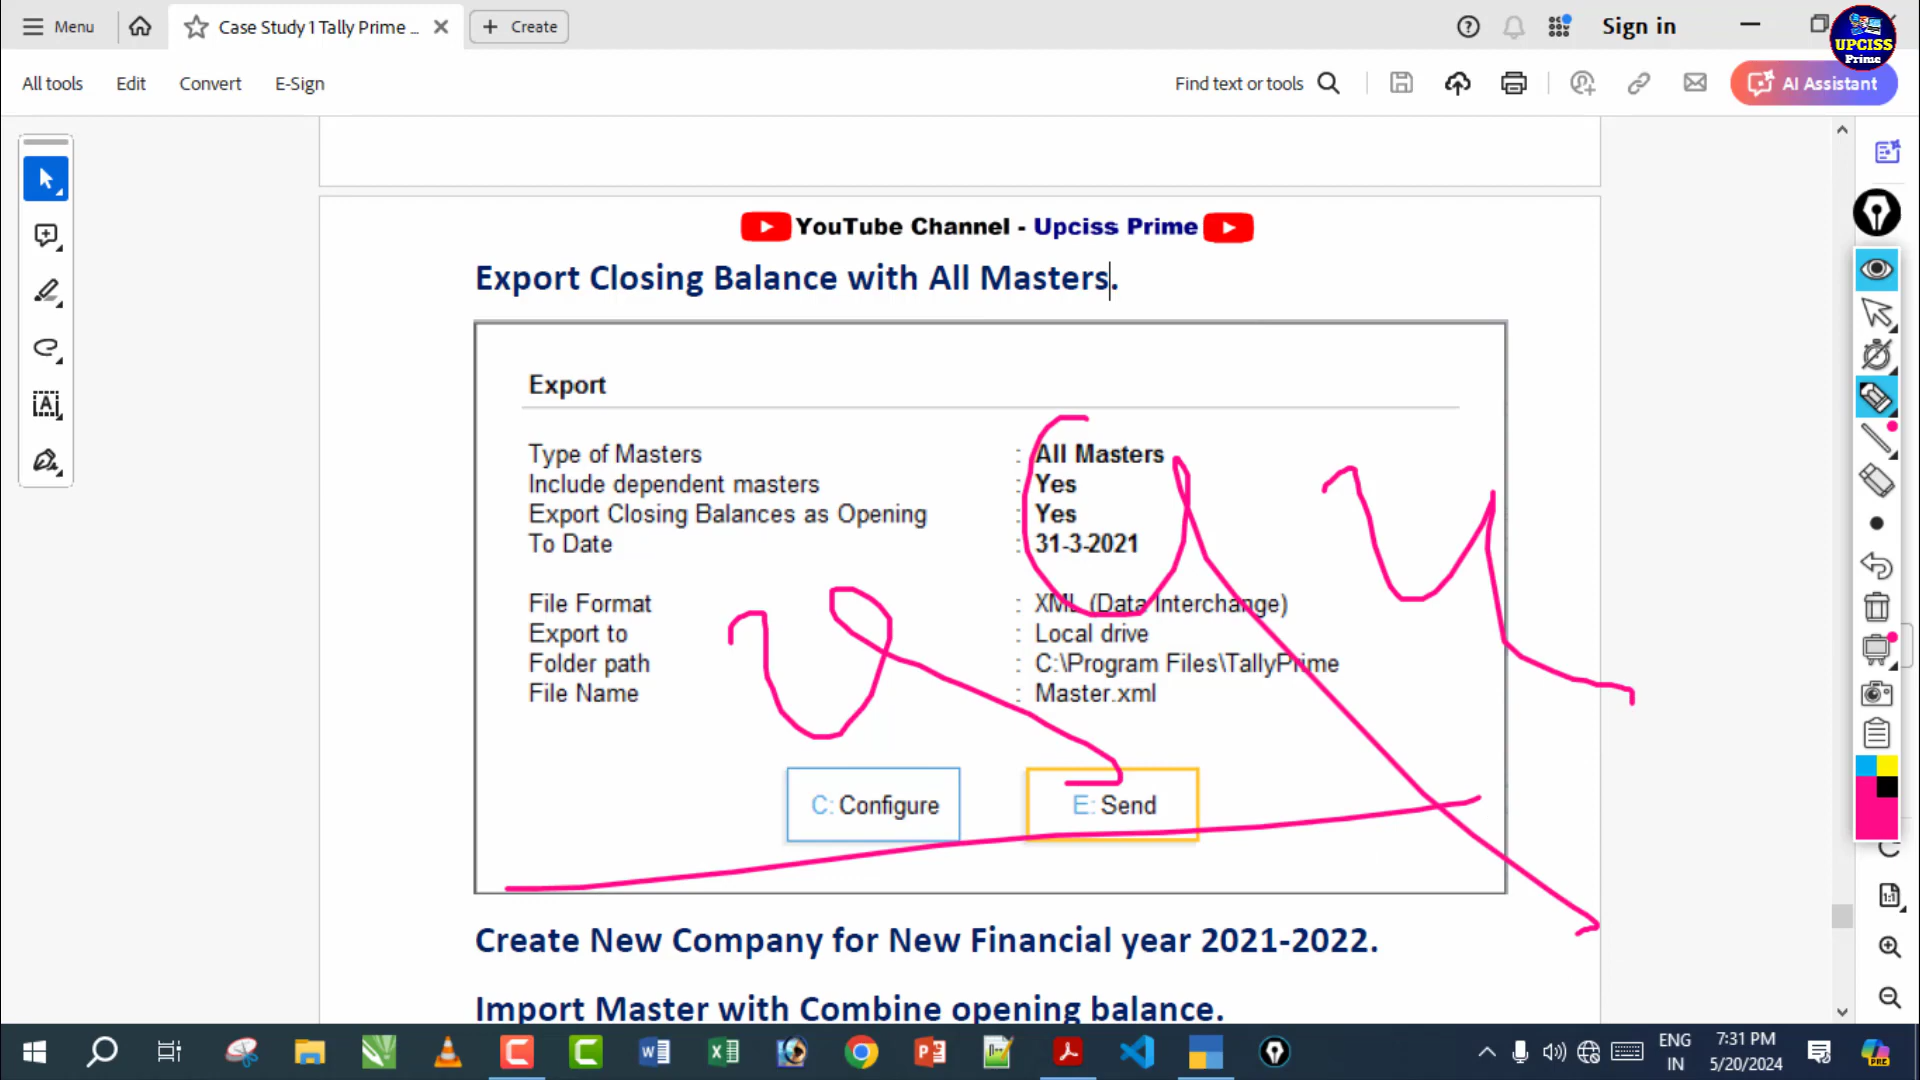 Menu
Case Study 1 Tally Prime ...
Create
Sign in
UPCISS
Prime
All tools
Edit
Convert
E-Sign
Find text or tools
AI Assistant
YouTube Channel - Upciss Prime
Export Closing Balance with All Masters.
Export
Type of Masters : All Masters
Include dependent masters : Yes
Export Closing Balances as Opening : Yes
To Date : 31-3-2021
File Format : XML (Data Interchange)
Export to : Local drive
Folder path : C:\Program Files\TallyPrime
File Name : Master.xml
C: Configure
E: Send
Create New Company for New Financial year 2021-2022.
Import Master with Combine opening balance.
ENG
IN
7:31 PM
5/20/2024